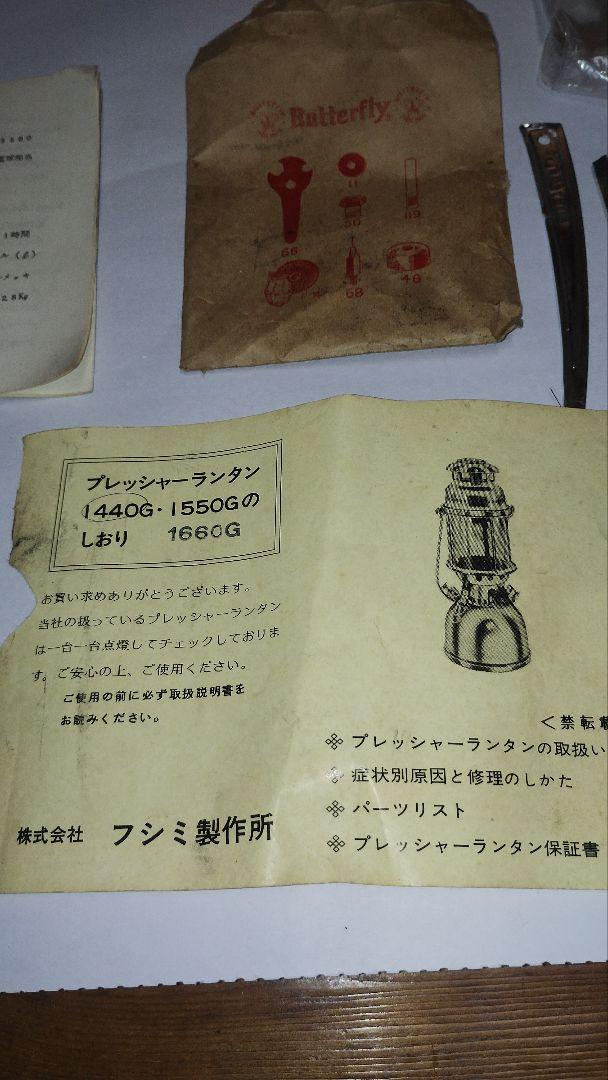 1時間
2.8Kg
Butterfly
11
50
119
66
68
46
プレッシャーランタン
1440G・1550Gの
しおり 1660G
お買い求めありがとうございます。
当社の扱っているプレッシャーランタン
は一台一台点燈してチェックしておりま
す。ご安心の上、ご使用ください。
ご使用の前に必ず取扱説明書を
お読みください。
株式会社 フシミ製作所
<禁転載
プレッシャーランタンの取扱い
症状別原因と修理のしかた
パーツリスト
プレッシャーランタン保証書